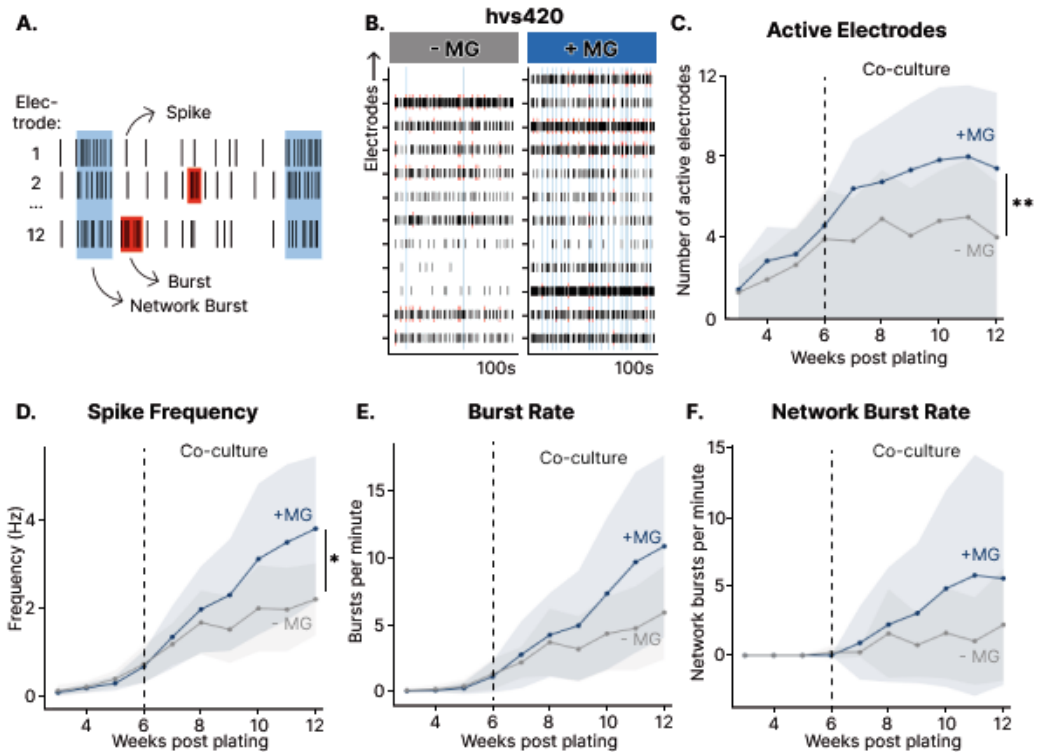 A.
Elec-
trode:
Spike
1
2
...
12
Burst
Network Burst
hvs420
B.
- MG
+ MG
Electrodes
100s
100s
C.
Active Electrodes
Co-culture
Number of active electrodes
12
8
4
0
+MG
- MG
**
4
6
8
10
12
Weeks post plating
D.
Spike Frequency
Co-culture
Frequency (Hz)
4
2
0
+MG
- MG
*
4
6
8
10
12
Weeks post plating
E.
Burst Rate
Co-culture
Bursts per minute
15
10
5
0
+MG
- MG
4
6
8
10
12
Weeks post plating
F.
Network Burst Rate
Co-culture
Network bursts per minute
15
10
5
0
+MG
- MG
4
6
8
10
12
Weeks post plating